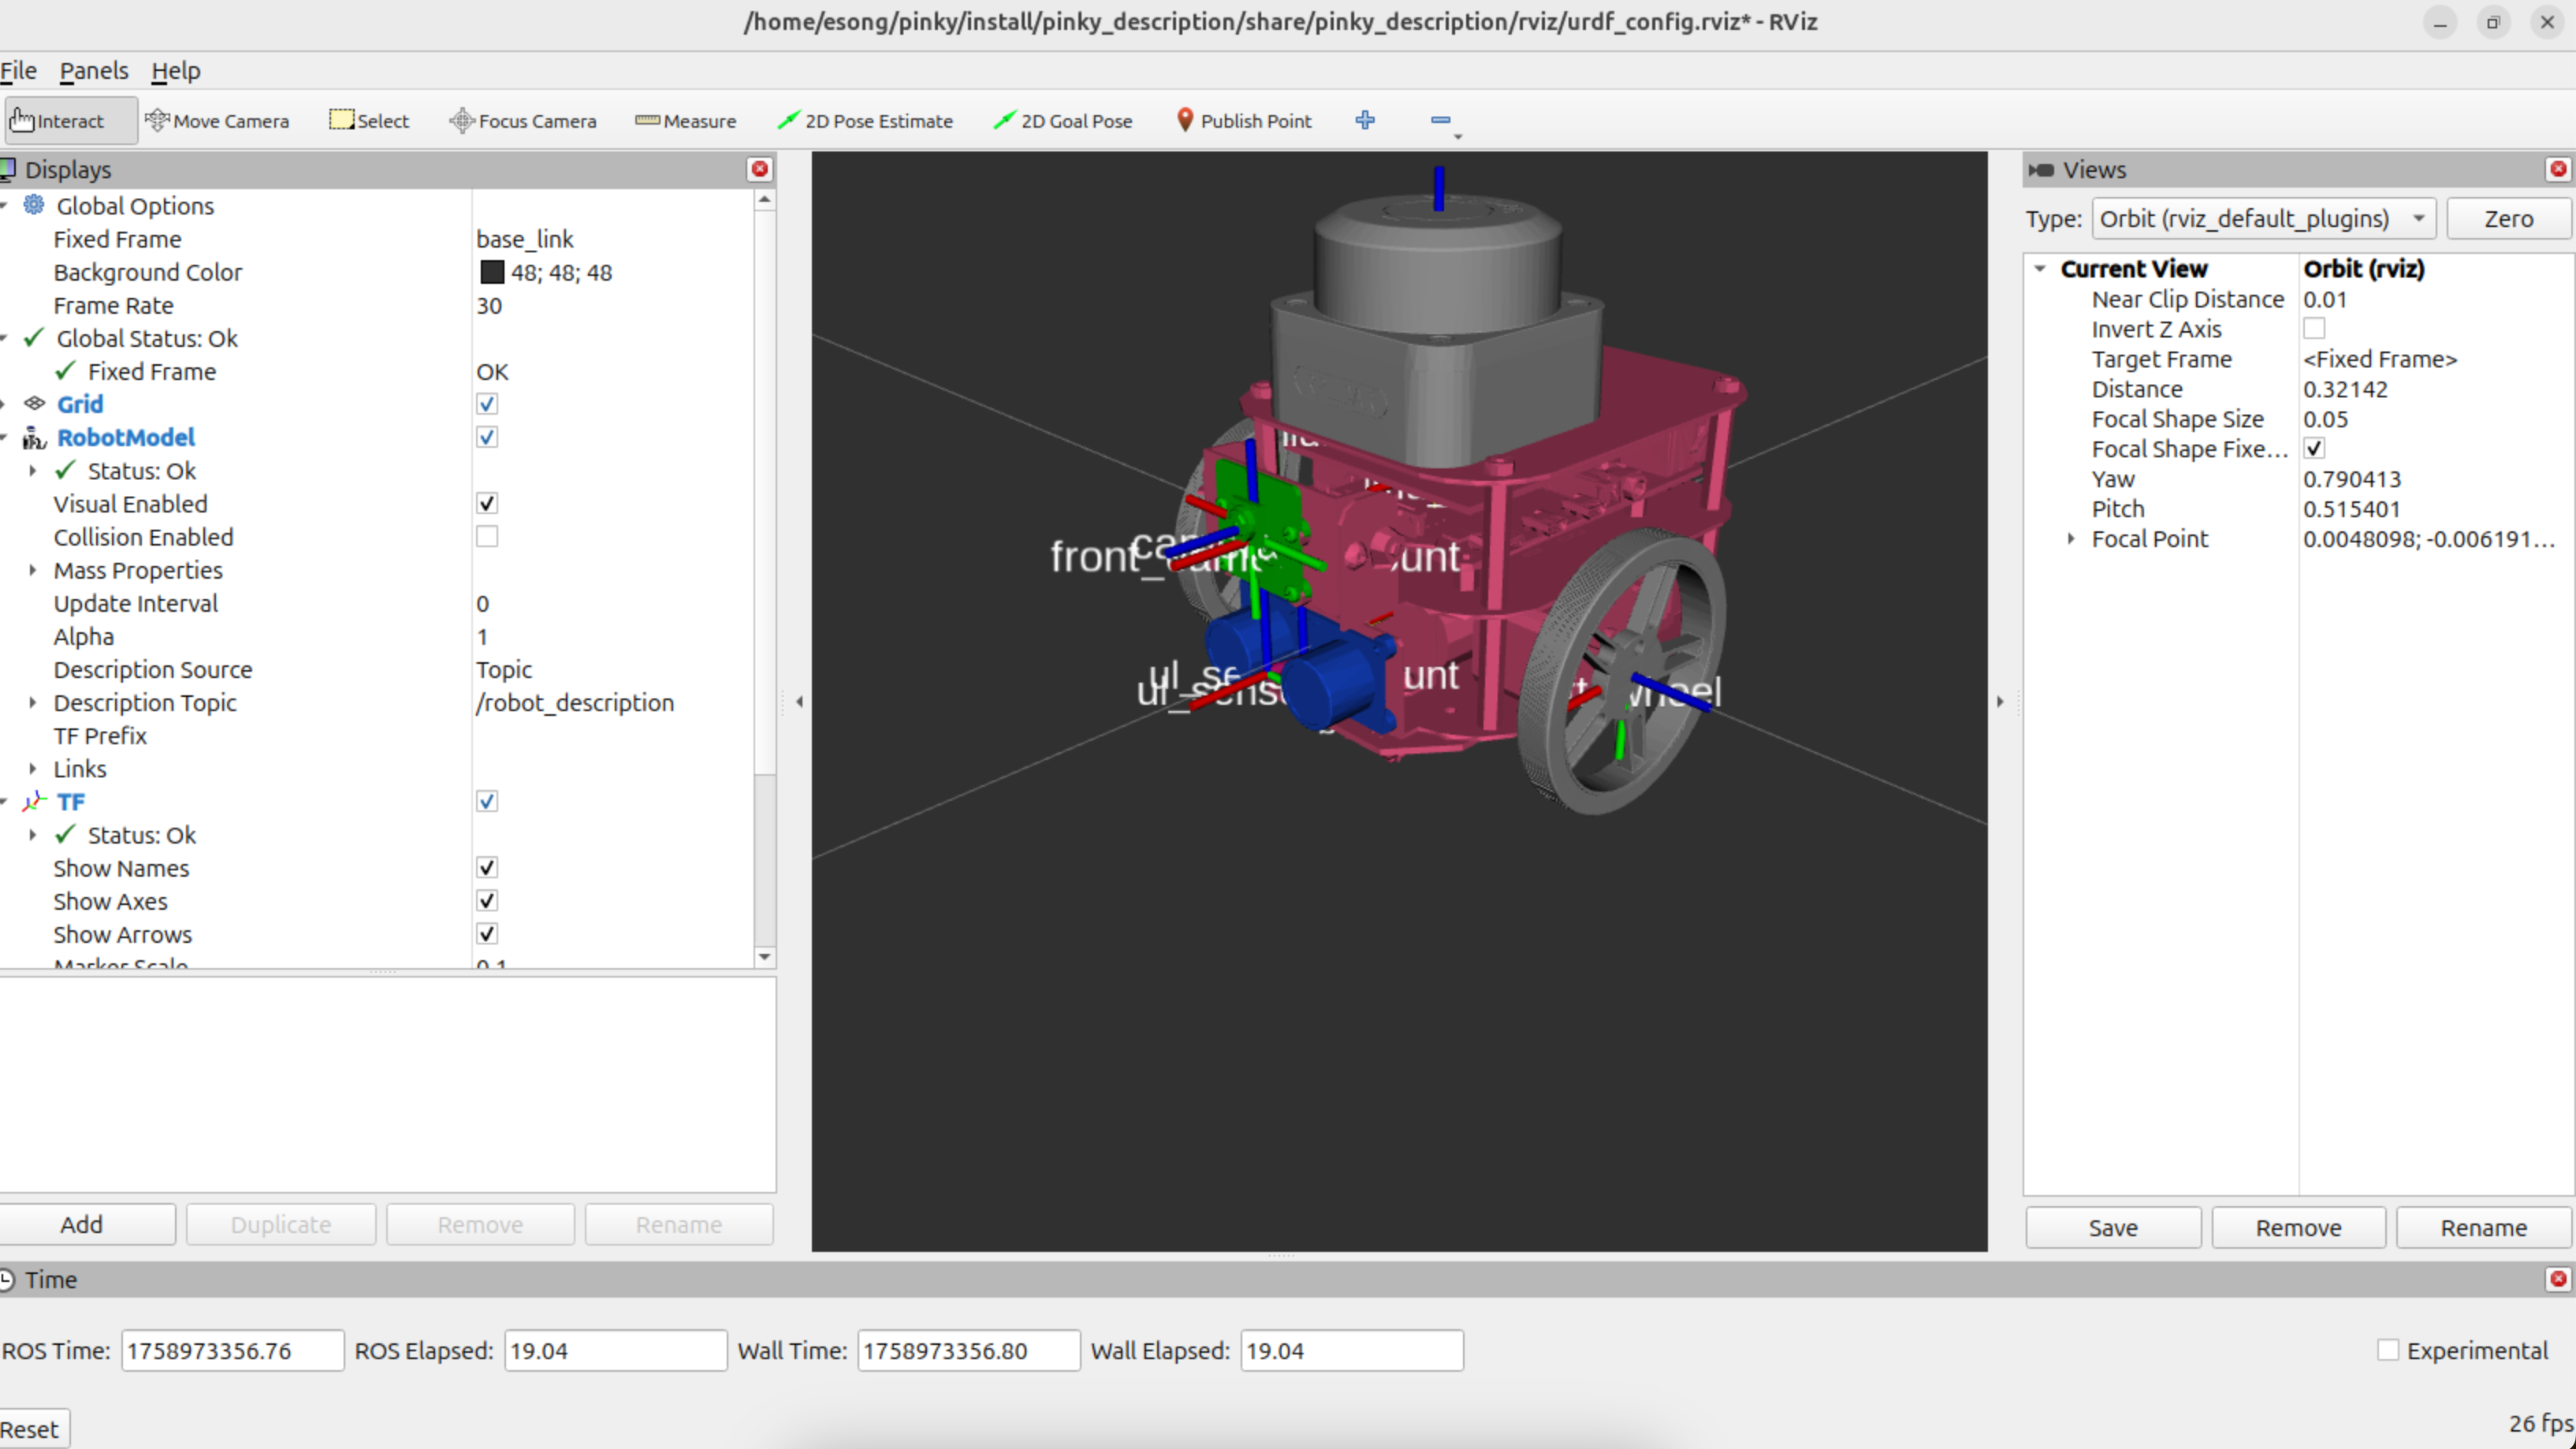 /home/esong/pinky/install/pinky_description/share/pinky_description/rviz/urdf_config.rviz* - RViz
File Panels Help
Interact Move Camera Select Focus Camera Measure 2D Pose Estimate 2D Goal Pose Publish Point
Displays
Global Options
Fixed Frame base_link
Background Color 48; 48; 48
Frame Rate 30
Global Status: Ok
Fixed Frame OK
Grid
RobotModel
Status: Ok
Visual Enabled
Collision Enabled
Mass Properties
Update Interval 0
Alpha 1
Description Source Topic
Description Topic /robot_description
TF Prefix
Links
TF
Status: Ok
Show Names
Show Axes
Show Arrows
Marker Scale 0.1
Add Duplicate Remove Rename
front_
unt
unt
wheel
Views
Type: Orbit (rviz_default_plugins) Zero
Current View Orbit (rviz)
Near Clip Distance 0.01
Invert Z Axis
Target Frame <Fixed Frame>
Distance 0.32142
Focal Shape Size 0.05
Focal Shape Fixe...
Yaw 0.790413
Pitch 0.515401
Focal Point 0.0048098; -0.006191...
Save Remove Rename
Time
ROS Time: 1758973356.76 ROS Elapsed: 19.04 Wall Time: 1758973356.80 Wall Elapsed: 19.04 Experimental
Reset 26 fps